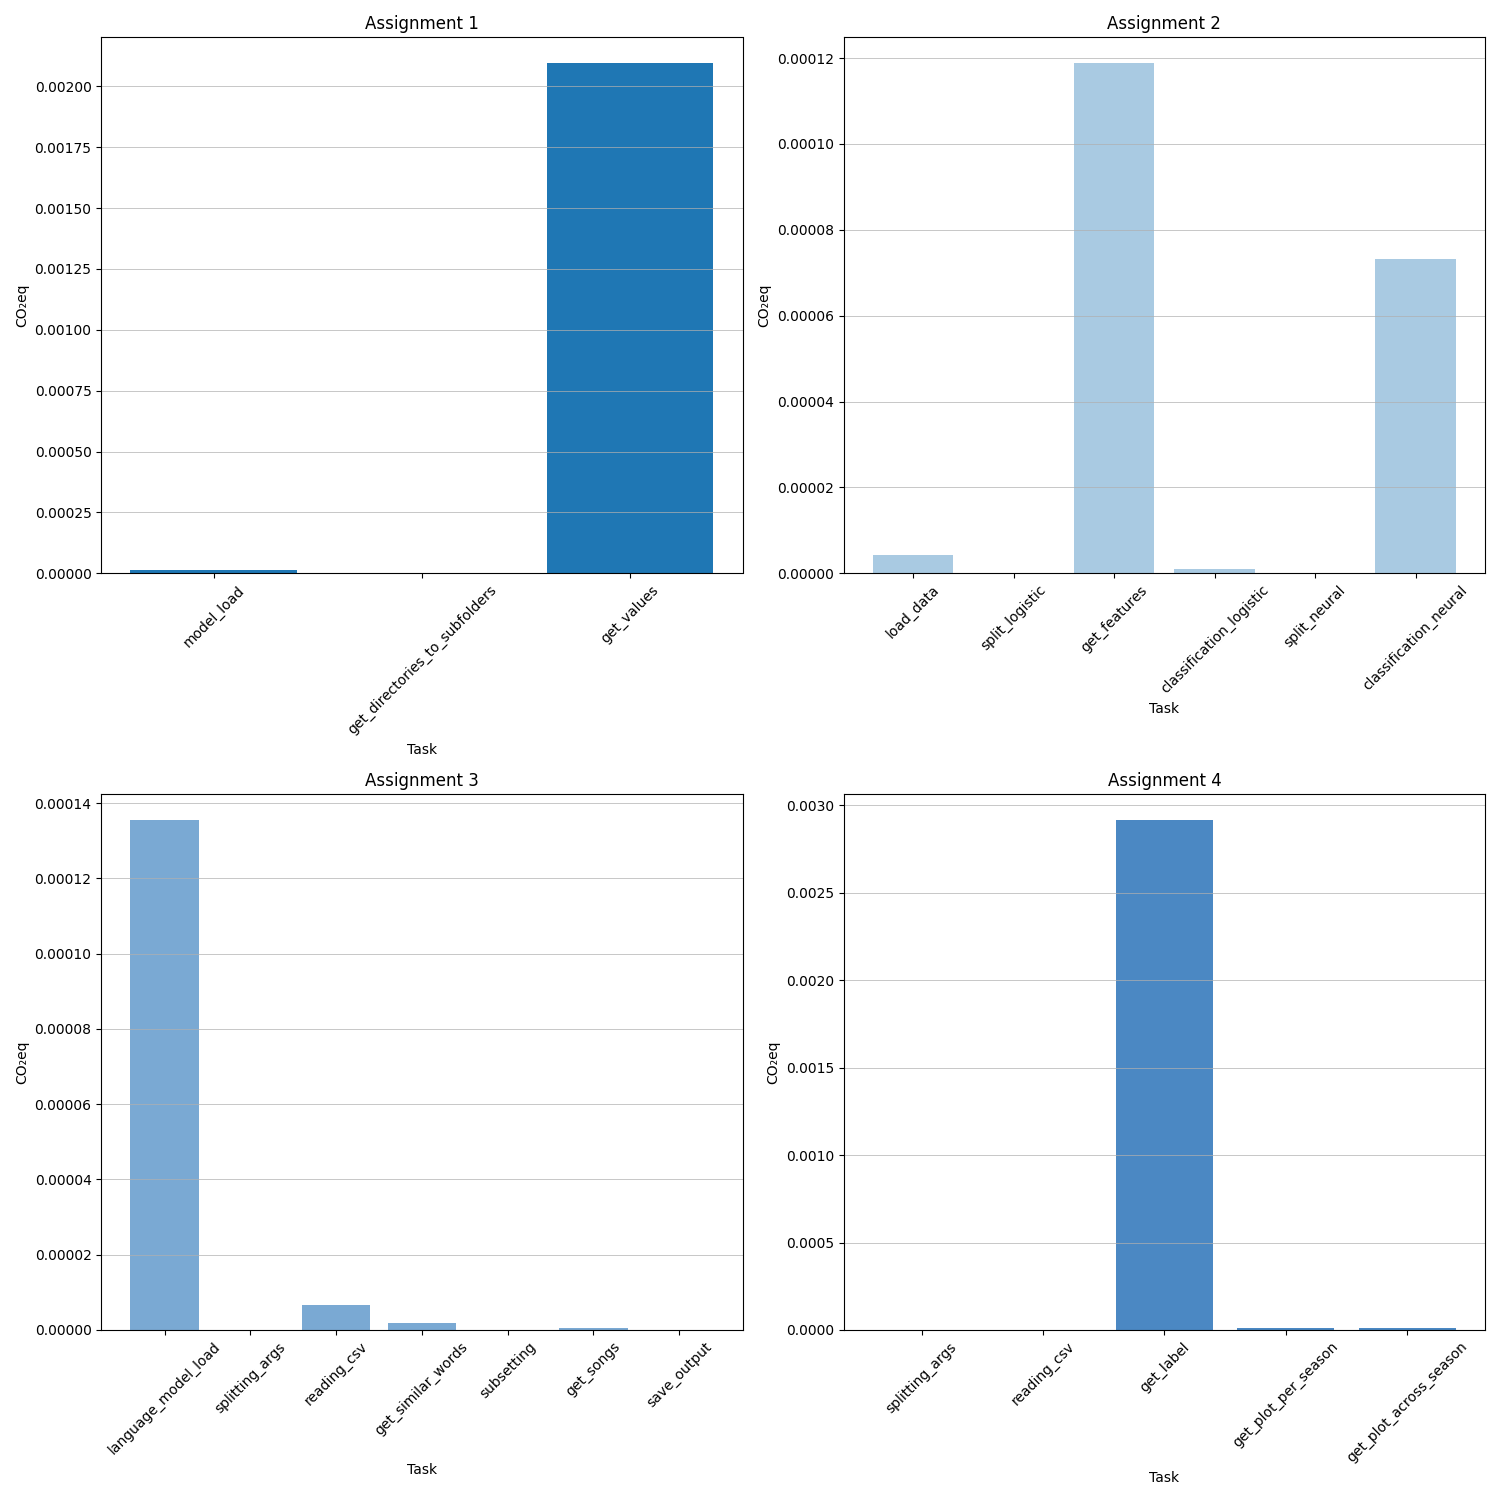 Assignment 1
0.00200
0.00175
0.00150
0.00125
0.00100
0.00075
0.00050
0.00025
0.00000
CO₂eq
model_load
get_directories_to_subfolders
get_values
Task
Assignment 2
0.00012
0.00010
0.00008
0.00006
0.00004
0.00002
0.00000
CO₂eq
load_data
split_logistic
get_features
classification_logistic
split_neural
classification_neural
Task
Assignment 3
0.00014
0.00012
0.00010
0.00008
0.00006
0.00004
0.00002
0.00000
CO₂eq
language_model_load
splitting_args
reading_csv
get_similar_words
subsetting
get_songs
save_output
Task
Assignment 4
0.0030
0.0025
0.0020
0.0015
0.0010
0.0005
0.0000
CO₂eq
splitting_args
reading_csv
get_label
get_plot_per_season
get_plot_across_season
Task